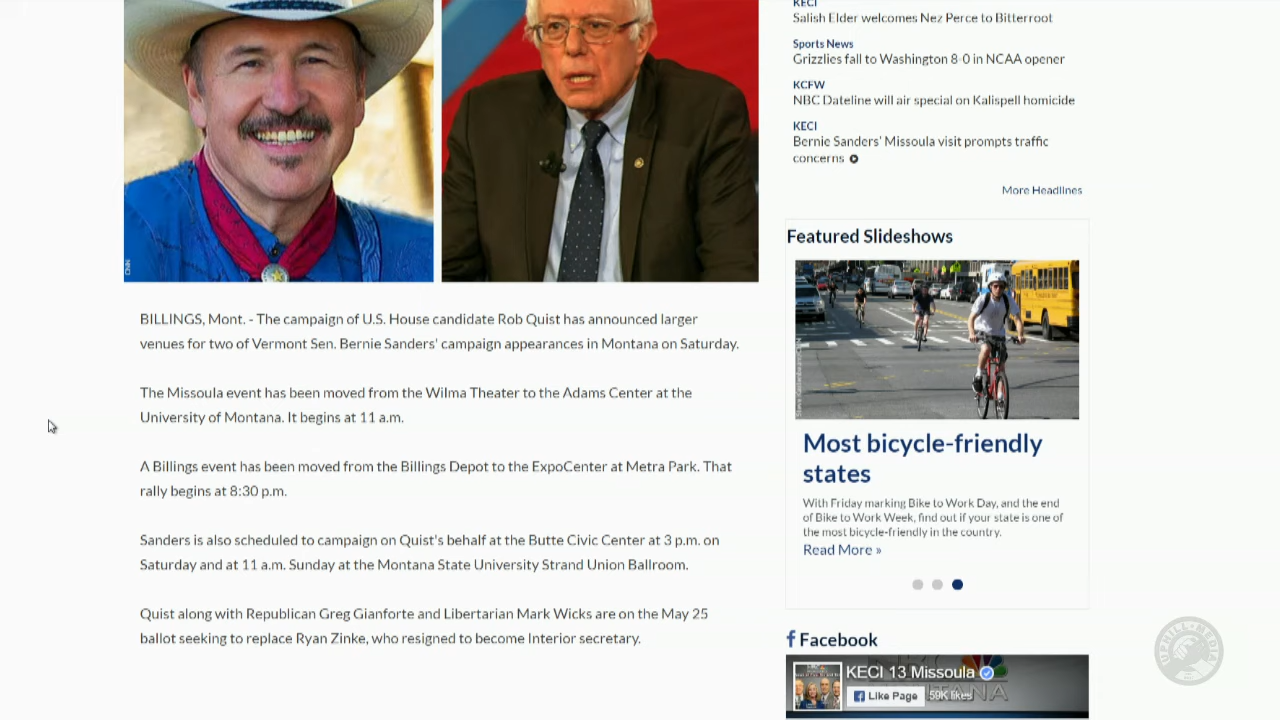 BILLINGS, Mont. - The campaign of U.S. House candidate Rob Quist has announced larger
venues for two of Vermont Sen. Bernie Sanders' campaign appearances in Montana on Saturday.
The Missoula event has been moved from the Wilma Theater to the Adams Center at the
University of Montana. It begins at 11 a.m.
A Billings event has been moved from the Billings Depot to the ExpoCenter at Metra Park. That
rally begins at 8:30 p.m.
Sanders is also scheduled to campaign on Quist's behalf at the Butte Civic Center at 3 p.m. on
Saturday and at 11 a.m. Sunday at the Montana State University Strand Union Ballroom.
Quist along with Republican Greg Gianforte and Libertarian Mark Wicks are on the May 25
ballot seeking to replace Ryan Zinke, who resigned to become Interior secretary.
KECI
Salish Elder welcomes Nez Perce to Bitterroot
Sports News
Grizzlies fall to Washington 8-0 in NCAA opener
KCFW
NBC Dateline will air special on Kalispell homicide
KECI
Bernie Sanders' Missoula visit prompts traffic
concerns
More Headlines
Featured Slideshows
Most bicycle-friendly
states
With Friday marking Bike to Work Day, and the end
of Bike to Work Week, find out if your state is one of
the most bicycle-friendly in the country.
Read More »
Facebook
KECI 13 Missoula
Like Page
59K likes
UPHILL MEDIA